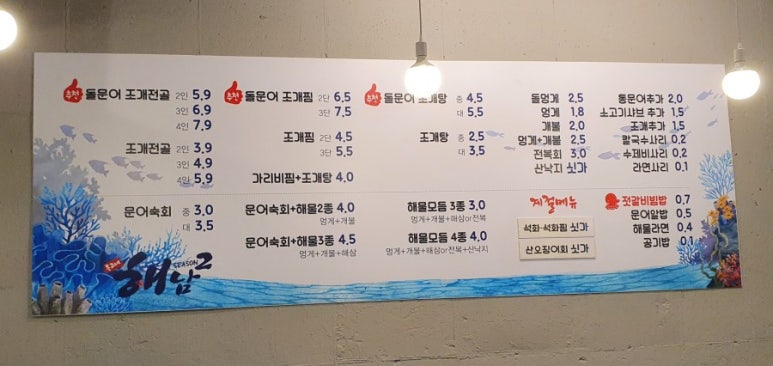 추천 돌문어 조개전골 2인 5,9
3인 6,9
4인 7,9
조개전골 2인 3,9
3인 4,9
4인 5,9
추천 돌문어 조개찜 2단 6,5
3단 7,5
조개찜 2단 4,5
3단 5,5
가리비찜+조개탕 4,0
추천 돌문어 조개탕 중 4,5
대 5,5
조개탕 중 2,5
대 3,5
돌멍게 2,5
멍게 1,8
개불 2,0
멍게+개불 2,5
전복회 3,0
산낙지 싯가
통문어추가 2,0
소고기샤브 추가 1,5
조개추가 1,5
칼국수사리 0,2
수제비사리 0,2
라면사리 0,1
문어숙회 중 3,0
대 3,5
문어숙회+해물2종 4,0
멍게+개불
문어숙회+해물3종 4,5
멍게+개불+해삼
해물모듬 3종 3,0
멍게+개불+해삼or전복
해물모듬 4종 4,0
멍게+개불+해삼or전복+산낙지
제철메뉴
석화·석화찜 싯가
산오징어회 싯가
젓갈비빔밥 0,7
문어알밥 0,5
해물라면 0,4
공기밥 0,1
해남 SEASON2